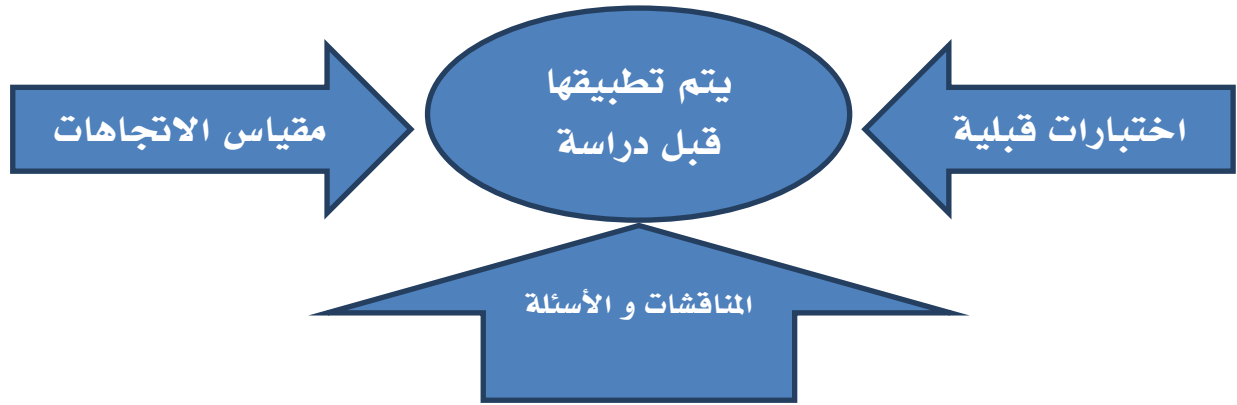 يتم تطبيقها
قبل دراسة
اختبارات قبلية
مقياس الاتجاهات
المناقشات و الأسئلة